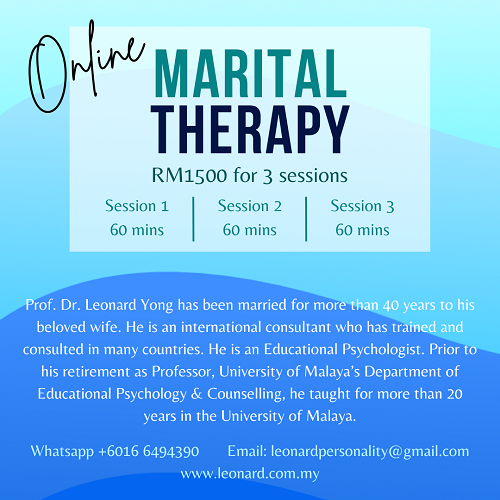 Online
MARITAL
THERAPY
RM1500 for 3 sessions
Session 1
60 mins
Session 2
60 mins
Session 3
60 mins
Prof. Dr. Leonard Yong has been married for more than 40 years to his
beloved wife. He is an international consultant who has trained and
consulted in many countries. He is an Educational Psychologist. Prior to
his retirement as Professor, University of Malaya's Department of
Educational Psychology & Counselling, he taught for more than 20
years in the University of Malaya.
Whatsapp +6016 6494390 Email: leonardpersonality@gmail.com
www.leonard.com.my